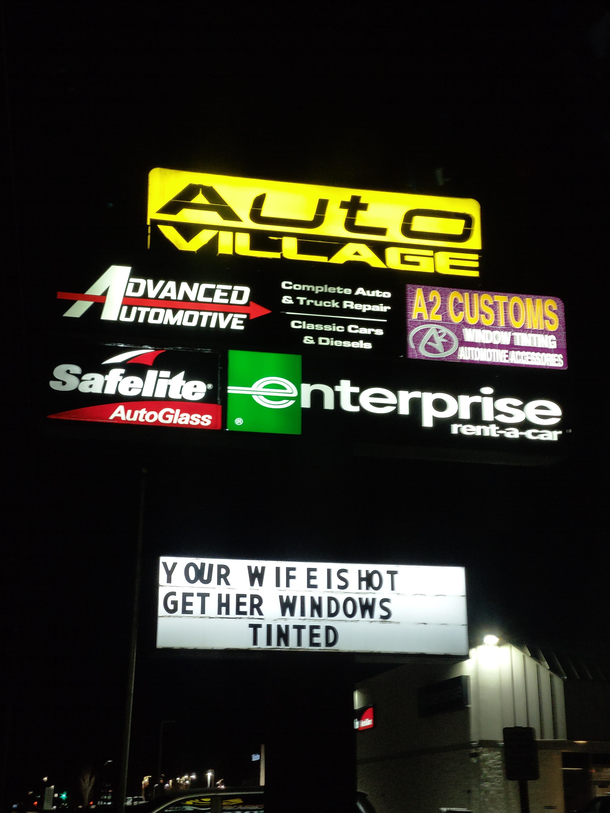 Auto
VILLAGE
ADVANCED
AUTOMOTIVE
Complete Auto
& Truck Repair
Classic Cars
& Diesels
A2 CUSTOMS
A2
WINDOW TINTING
AUTOMOTIVE ACCESSORIES
Safelite®
AutoGlass
enterprise
®
rent-a-car
YOUR WIFE IS HOT
GET HER WINDOWS
TINTED